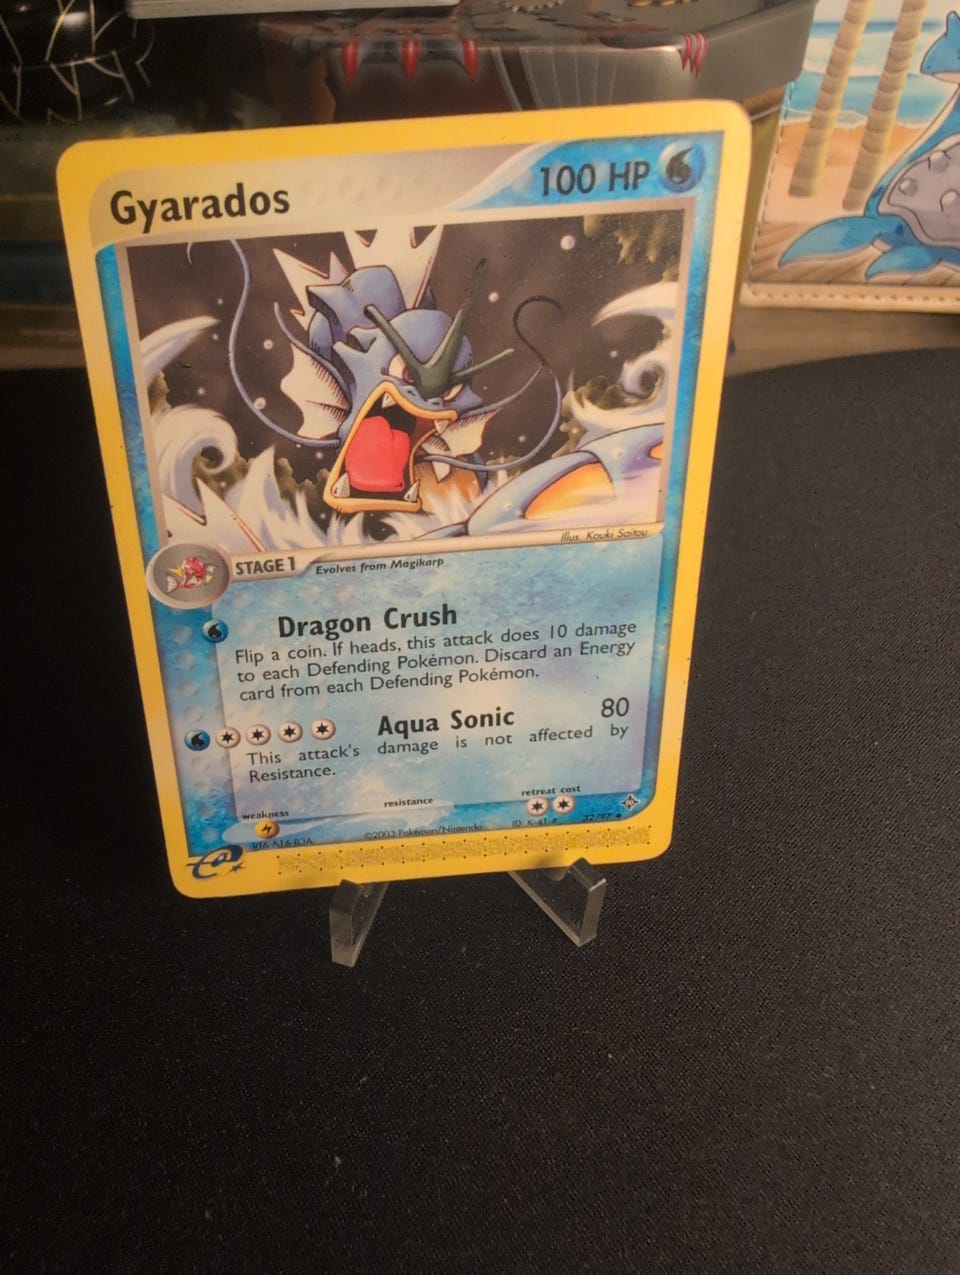 Gyarados
100 HP
Illus. Kouki Saitou
STAGE 1
Evolves from Magikarp
Dragon Crush
Flip a coin. If heads, this attack does 10 damage
to each Defending Pokémon. Discard an Energy
card from each Defending Pokémon.
Aqua Sonic 80
This attack's damage is not affected by
Resistance.
weakness
resistance
retreat cost
©2003 Pokémon/Nintendo
32/97
e